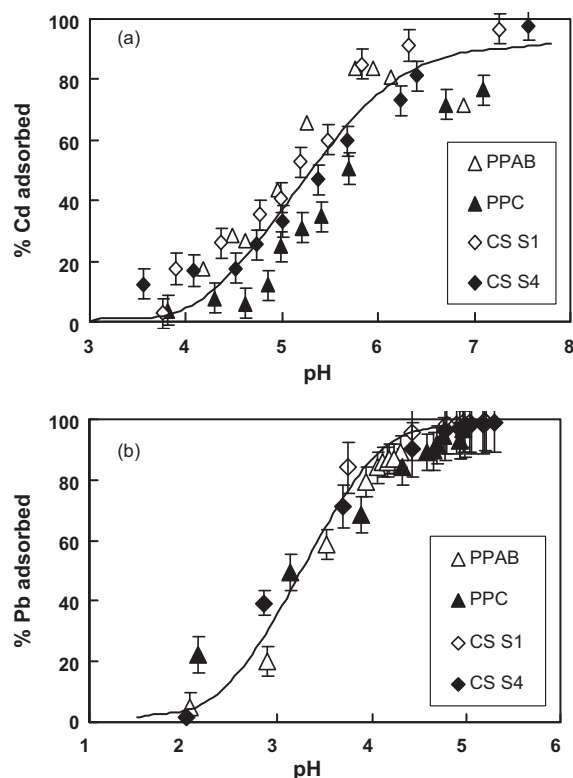 (a)
% Cd adsorbed
100
80
60
40
20
0
3 4 5 6 7 8
pH
PPAB
PPC
CS S1
CS S4
(b)
% Pb adsorbed
100
80
60
40
20
0
1 2 3 4 5 6
pH
PPAB
PPC
CS S1
CS S4